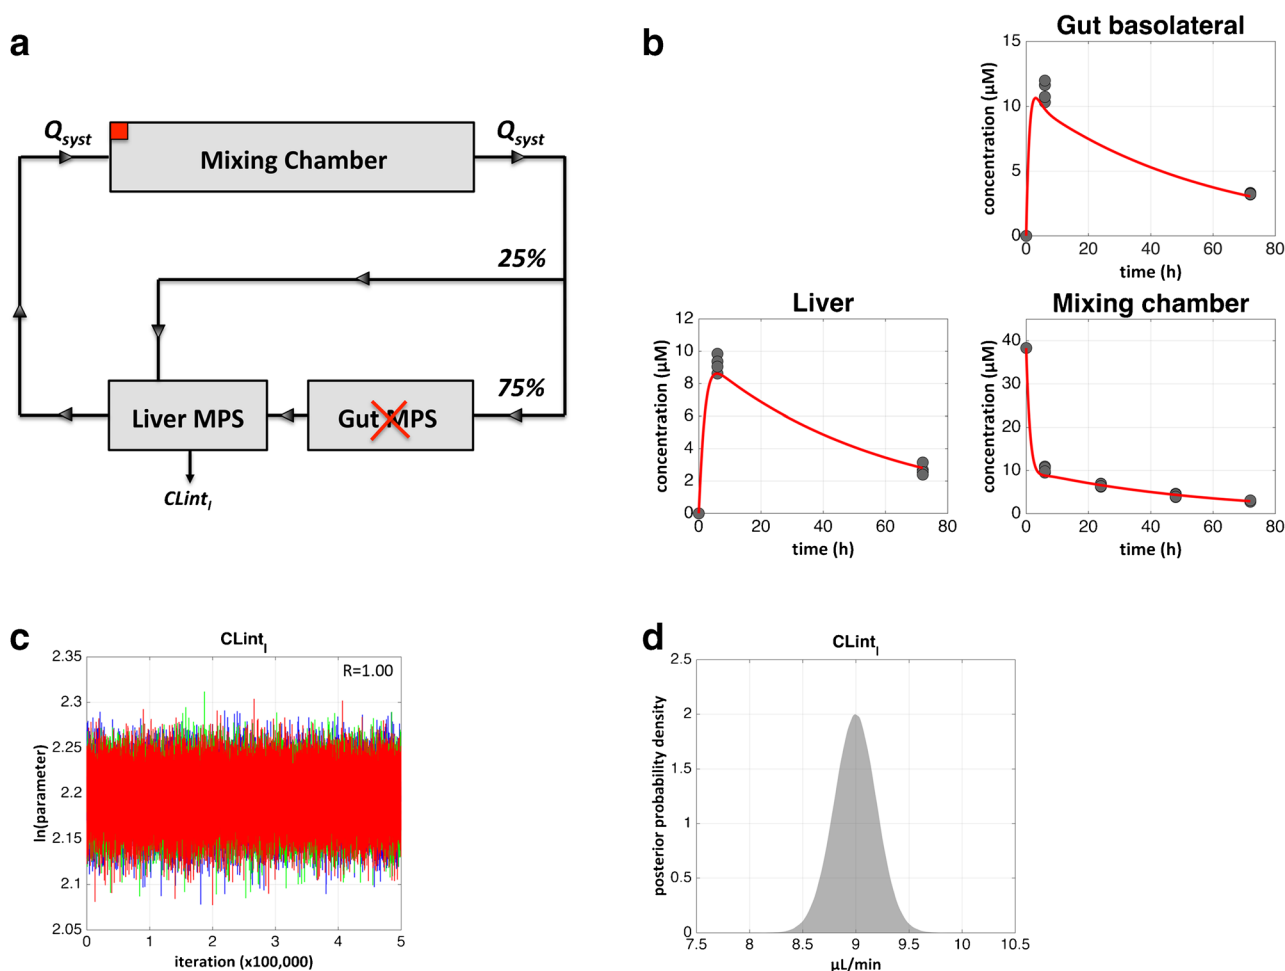 a
Q_syst
Q_syst
Mixing Chamber
25%
75%
Liver MPS
Gut MPS
CLint_l
b
Gut basolateral
concentration (µM)
15
10
5
0
0 20 40 60 80
time (h)
Liver
concentration (µM)
12
10
8
6
4
2
0
0 20 40 60 80
time (h)
Mixing chamber
concentration (µM)
40
30
20
10
0
0 20 40 60 80
time (h)
c
CLint_l
R=1.00
ln(parameter)
2.35
2.3
2.25
2.2
2.15
2.1
2.05
0 1 2 3 4 5
iteration (x100,000)
d
CLint_l
posterior probability density
2.5
2
1.5
1
0.5
0
7.5 8 8.5 9 9.5 10 10.5
µL/min